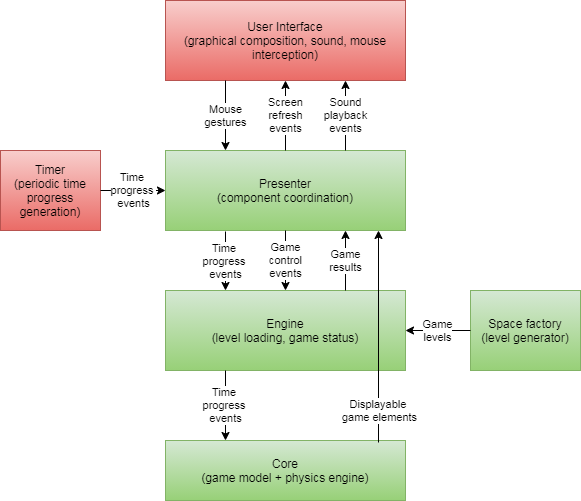 User Interface
(graphical composition, sound, mouse
interception)
Mouse
gestures
Screen
refresh
events
Sound
playback
events
Timer
(periodic time
progress
generation)
Time
progress
events
Presenter
(component coordination)
Time
progress
events
Game
control
events
Game
results
Engine
(level loading, game status)
Game
levels
Space factory
(level generator)
Time
progress
events
Displayable
game elements
Core
(game model + physics engine)